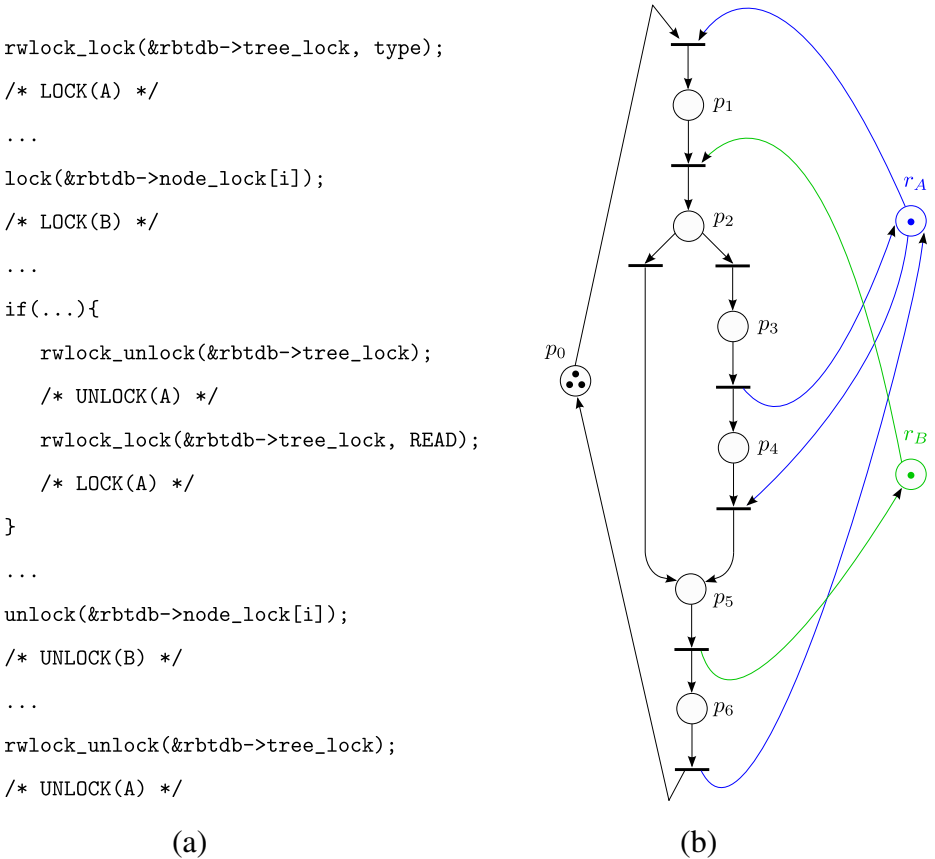 rwlock_lock(&rbtdb->tree_lock, type);
/* LOCK(A) */
...
lock(&rbtdb->node_lock[i]);
/* LOCK(B) */
...
if(...){
rwlock_unlock(&rbtdb->tree_lock);
/* UNLOCK(A) */
rwlock_lock(&rbtdb->tree_lock, READ);
/* LOCK(A) */
}
...
unlock(&rbtdb->node_lock[i]);
/* UNLOCK(B) */
...
rwlock_unlock(&rbtdb->tree_lock);
/* UNLOCK(A) */
(a)
p1
rA
p2
p3
p0
rB
p4
p5
p6
(b)